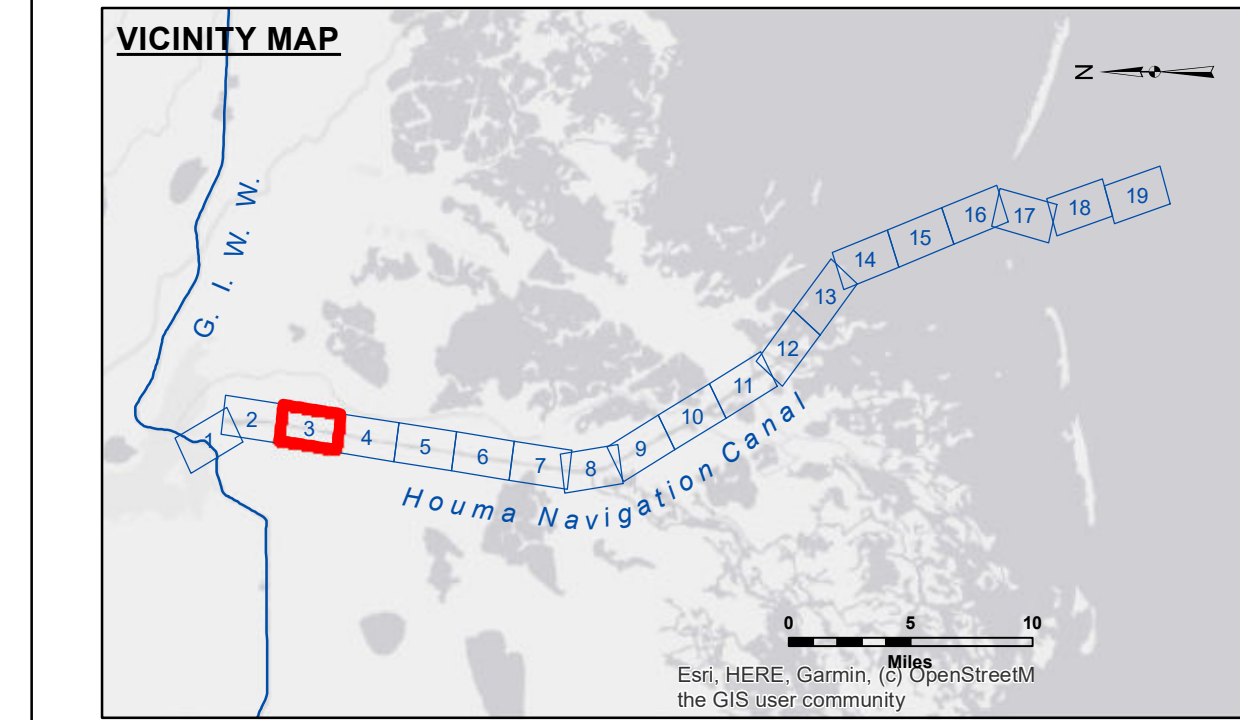 VICINITY MAP
N
G. I. W. W.
19
18
17
16
15
14
13
12
11
10
9
8
7
6
5
4
3
2
1
Houma Navigation Canal
0 5 10
Miles
Esri, HERE, Garmin, (c) OpenStreetM
the GIS user community